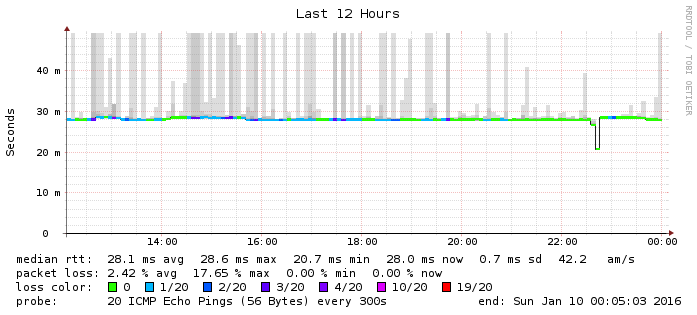 Last 12 Hours
RRDTOOL / TOBI OETIKER
Seconds
40 m
30 m
20 m
10 m
0
14:00 16:00 18:00 20:00 22:00 00:00
median rtt: 28.1 ms avg 28.6 ms max 20.7 ms min 28.0 ms now 0.7 ms sd 42.2 am/s
packet loss: 2.42 % avg 17.65 % max 0.00 % min 0.00 % now
loss color: 0 1/20 2/20 3/20 4/20 10/20 19/20
probe: 20 ICMP Echo Pings (56 Bytes) every 300s end: Sun Jan 10 00:05:03 2016